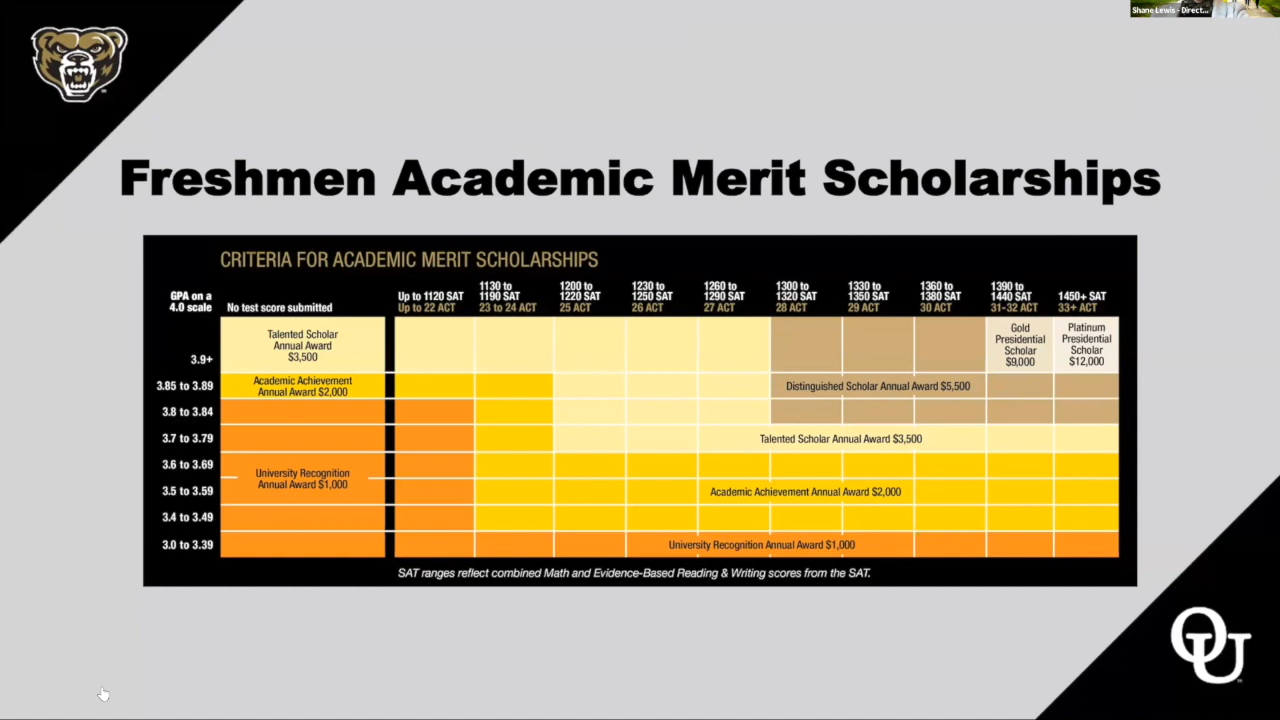 Shane Lewis - Direct...
Freshmen Academic Merit Scholarships
CRITERIA FOR ACADEMIC MERIT SCHOLARSHIPS
GPA on a
4.0 scale
No test score submitted
Up to 1120 SAT
Up to 22 ACT
1130 to
1190 SAT
23 to 24 ACT
1200 to
1220 SAT
25 ACT
1230 to
1250 SAT
26 ACT
1260 to
1290 SAT
27 ACT
1300 to
1320 SAT
28 ACT
1330 to
1350 SAT
29 ACT
1360 to
1380 SAT
30 ACT
1390 to
1440 SAT
31-32 ACT
1450+ SAT
33+ ACT
3.9+
Talented Scholar
Annual Award
$3,500
Gold
Presidential
Scholar
$9,000
Platinum
Presidential
Scholar
$12,000
3.85 to 3.89
Academic Achievement
Annual Award $2,000
Distinguished Scholar Annual Award $5,500
3.8 to 3.84
3.7 to 3.79
Talented Scholar Annual Award $3,500
3.6 to 3.69
University Recognition
Annual Award $1,000
3.5 to 3.59
Academic Achievement Annual Award $2,000
3.4 to 3.49
3.0 to 3.39
University Recognition Annual Award $1,000
SAT ranges reflect combined Math and Evidence-Based Reading & Writing scores from the SAT.
OU